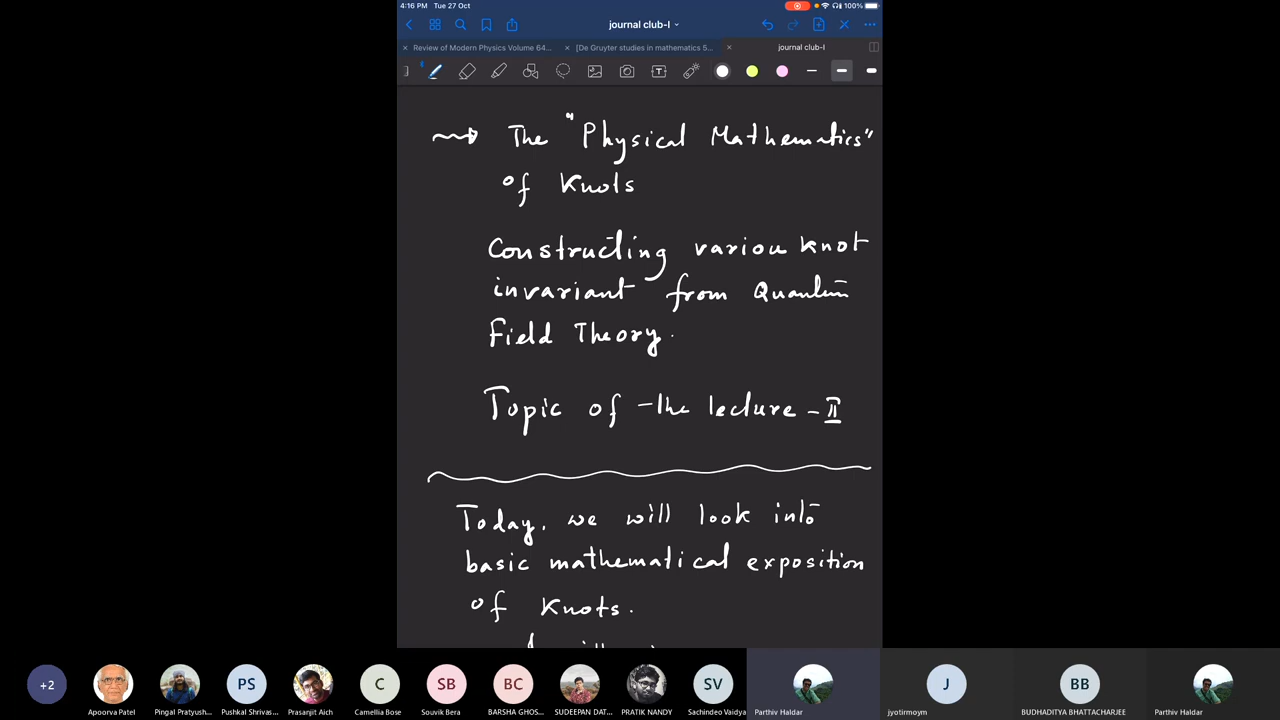 4:16 PM Tue 27 Oct
100%
journal club-I
Review of Modern Physics Volume 64...
[De Gruyter studies in mathematics 5...
journal club-I
The "Physical Mathematics"
of Knots
Constructing variou knot
invariant from Quantum
Field Theory.
Topic of the lecture - II
Today, we will look into
basic mathematical exposition
of Knots.
+2
PS
C
SB
BC
SV
J
BB
Apoorva Patel
Pingal Pratyush...
Pushkal Shrivas...
Prasanjit Aich
Camellia Bose
Souvik Bera
BARSHA GHOS...
SUDEEPAN DAT...
PRATIK NANDY
Sachindeo Vaidya
Parthiv Haldar
jyotirmoym
BUDHADITYA BHATTACHARJEE
Parthiv Haldar